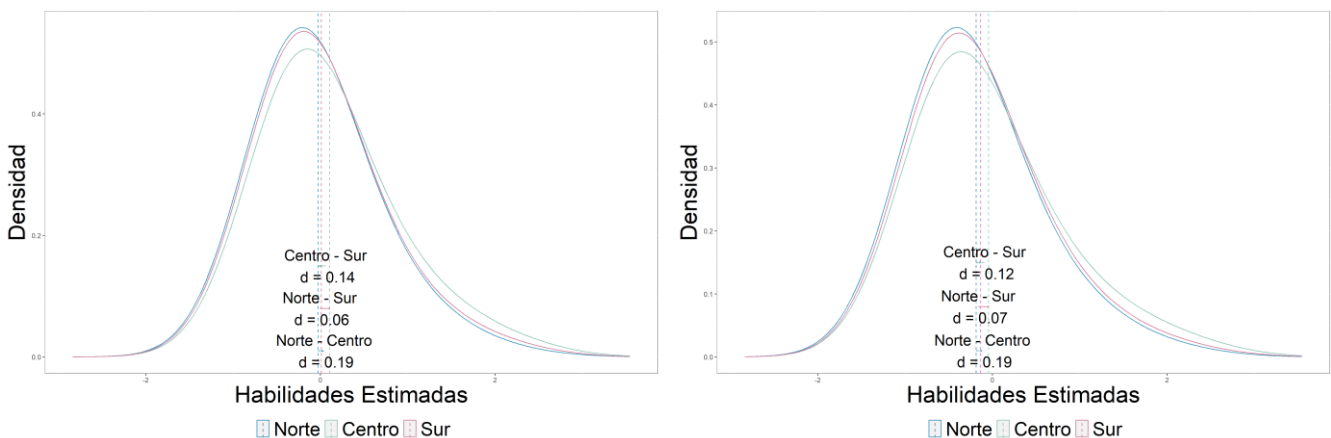 Densidad
0.4
0.2
0.0
Centro - Sur
d = 0.14
Norte - Sur
d = 0.06
Norte - Centro
d = 0.19
-2
0
2
Habilidades Estimadas
Norte Centro Sur
Densidad
0.5
0.4
0.3
0.2
0.1
0.0
Centro - Sur
d = 0.12
Norte - Sur
d = 0.07
Norte - Centro
d = 0.19
-2
0
2
Habilidades Estimadas
Norte Centro Sur